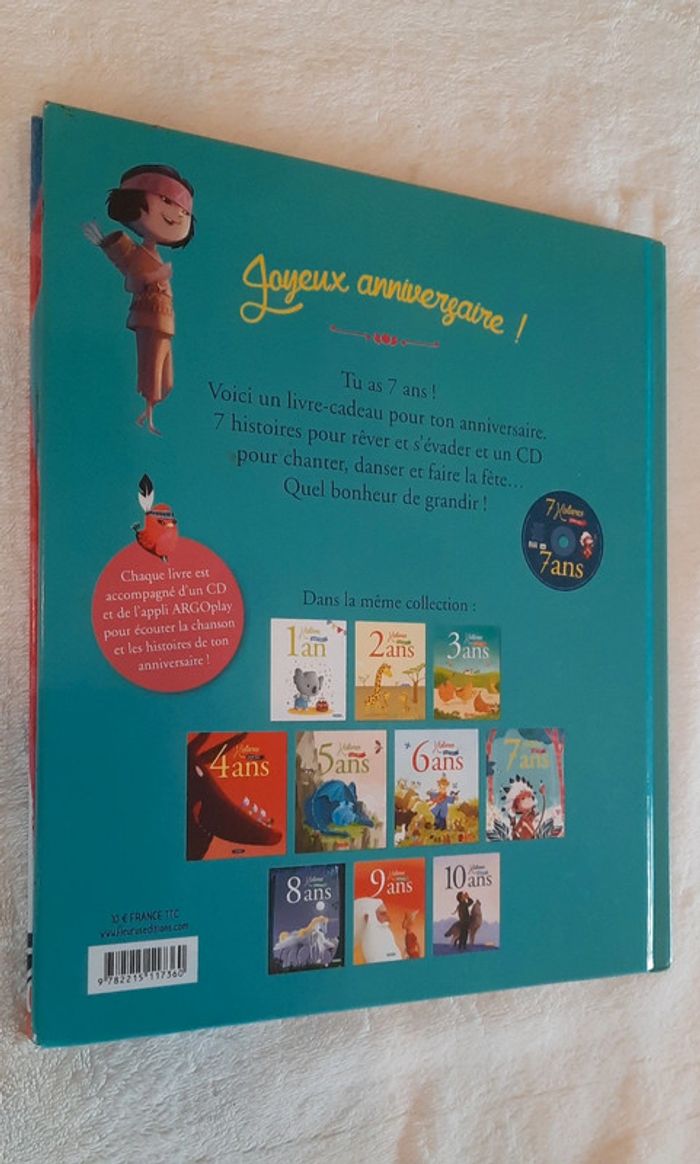 Joyeux anniversaire !
Tu as 7 ans !
Voici un livre-cadeau pour ton anniversaire.
7 histoires pour rêver et s'évader et un CD
pour chanter, danser et faire la fête...
Quel bonheur de grandir !
7 Histoires
7 ans
Chaque livre est
accompagné d'un CD
et de l'appli ARGOplay
pour écouter la chanson
et les histoires de ton
anniversaire !
Dans la même collection :
1 an
2 ans
3 ans
4 ans
5 ans
6 ans
7 ans
8 ans
9 ans
10 ans
10 € FRANCE TTC
www.fleuruseditions.com
9 782215 117360